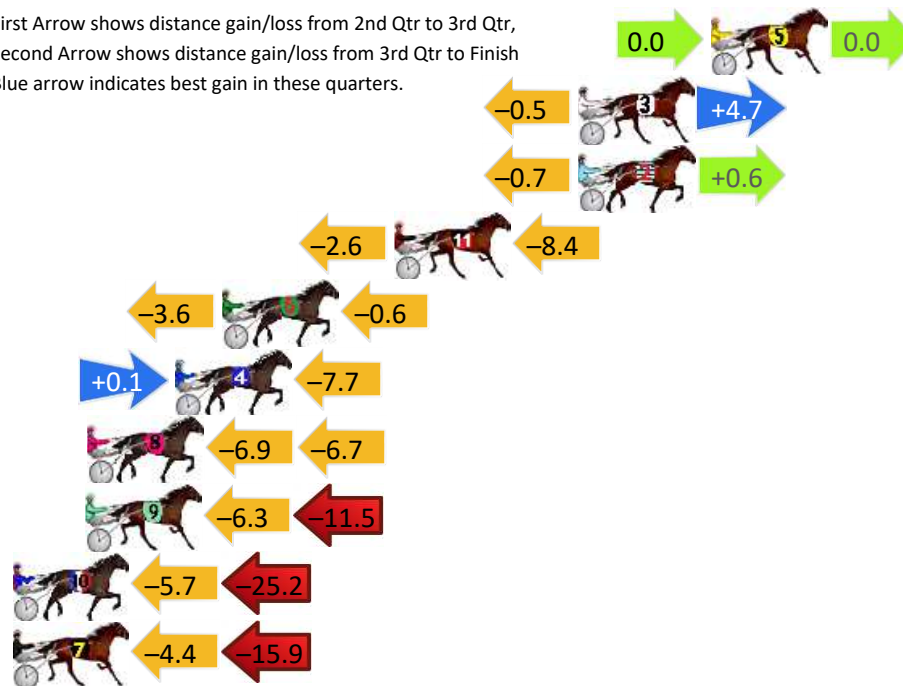 irst Arrow shows distance gain/loss from 2nd Qtr to 3rd Qtr,
econd Arrow shows distance gain/loss from 3rd Qtr to Finish
Blue arrow indicates best gain in these quarters.
0.0 5 0.0
–0.5 3 +4.7
–0.7 2 +0.6
–2.6 11 –8.4
–3.6 6 –0.6
+0.1 4 –7.7
8 –6.9 –6.7
9 –6.3 –11.5
10 –5.7 –25.2
7 –4.4 –15.9